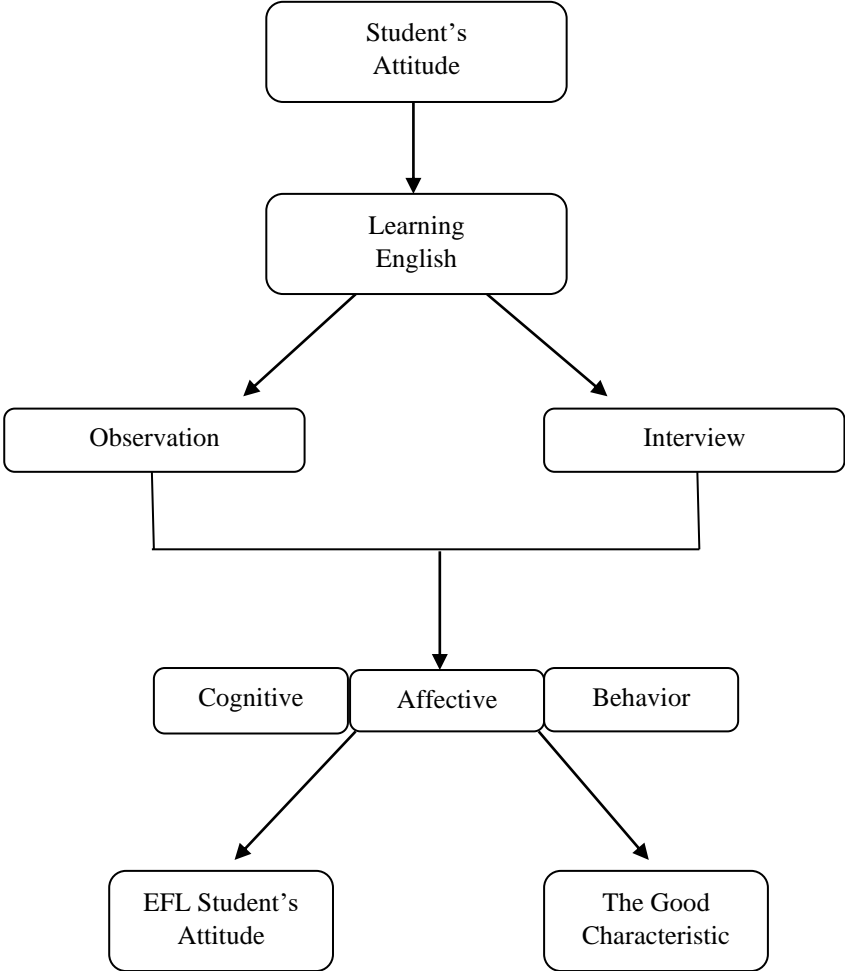 Student’s
Attitude
Learning
English
Observation
Interview
Cognitive
Affective
Behavior
EFL Student’s
Attitude
The Good
Characteristic